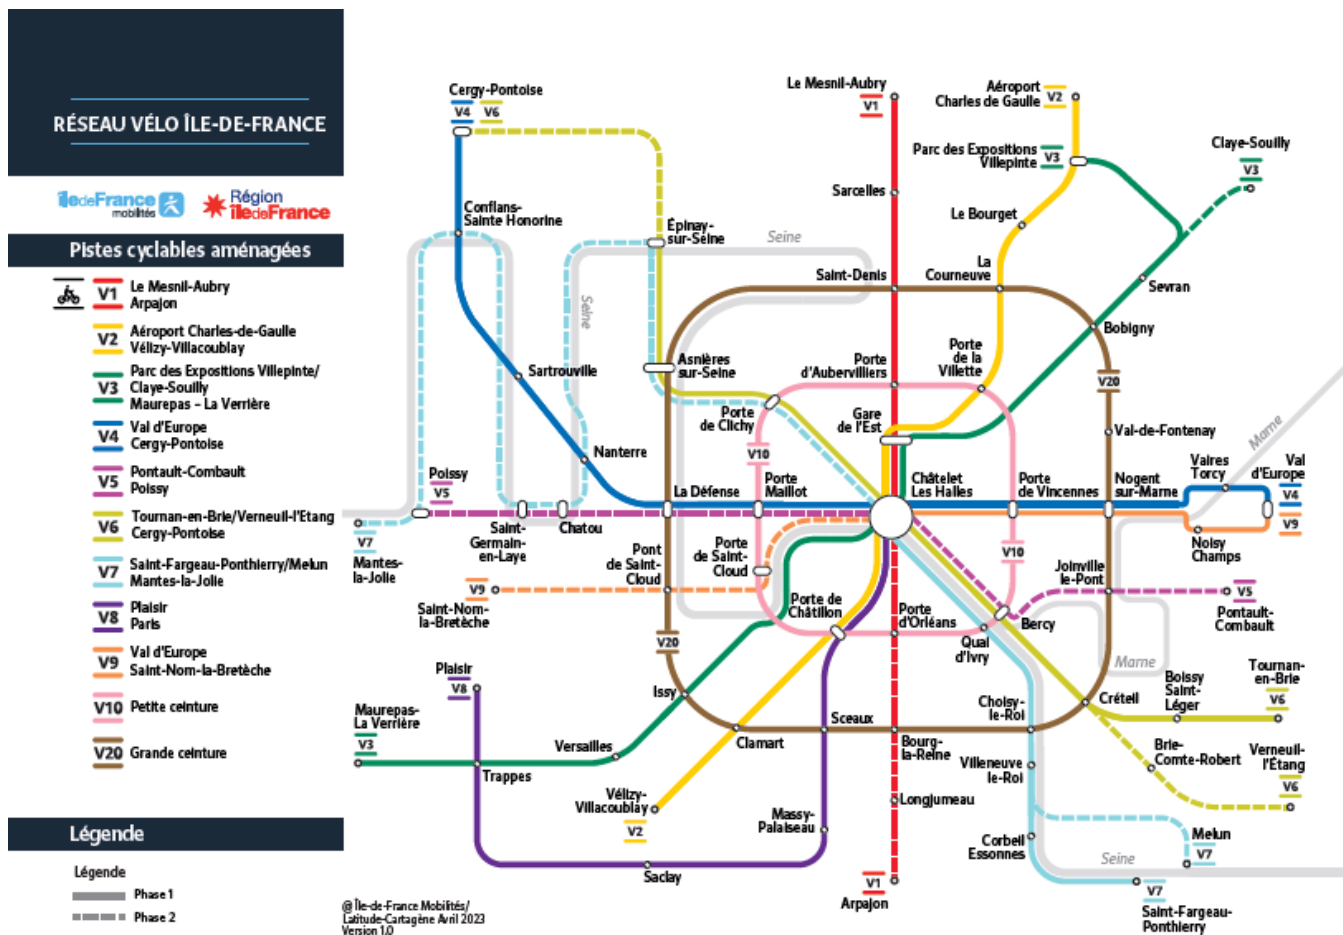 RÉSEAU VÉLO ÎLE-DE-FRANCE
îledeFrance
mobilités
Région
îledeFrance
Pistes cyclables aménagées
V1
Le Mesnil-Aubry
Arpajon
V2
Aéroport Charles-de-Gaulle
Vélizy-Villacoublay
V3
Parc des Expositions Villepinte/
Claye-Souilly
Maurepas – La Verrière
V4
Val d'Europe
Cergy-Pontoise
V5
Pontault-Combault
Poissy
V6
Tournan-en-Brie/Verneuil-l'Etang
Cergy-Pontoise
V7
Saint-Fargeau-Ponthierry/Melun
Mantes-la-Jolie
V8
Plaisir
Paris
V9
Val d'Europe
Saint-Nom-la-Bretèche
V10 Petite ceinture
V20 Grande ceinture
Légende
Légende
Phase 1
Phase 2
@ Île-de-France Mobilités/
Latitude-Cartagène Avril 2023
Version 1.0
Cergy-Pontoise
V4 V6
Le Mesnil-Aubry
V1
Aéroport
Charles de Gaulle
V2
Parc des Expositions
Villepinte
V3
Claye-Souilly
V3
Sarcelles
Le Bourget
Conflans-
Sainte Honorine
Épinay-
sur-Seine
Seine
Seine
Saint-Denis
La
Courneuve
Sevran
Bobigny
Sartrouville
Asnières
sur-Seine
Porte
d'Aubervilliers
Porte
de la
Villette
V20
Porte
de Clichy
Gare
de l'Est
Val-de-Fontenay
Marne
Nanterre
V10
Poissy
V5
La Défense
Porte
Maillot
Châtelet
Les Halles
Porte
de Vincennes
Nogent
sur-Marne
Vaires
Torcy
Val
d'Europe
V4
V9
Noisy
Champs
Saint-
Germain-
en-Laye
Chatou
V7
Mantes-
la-Jolie
Pont
de Saint-
Cloud
Porte
de Saint-
Cloud
V10
Joinville
le-Pont
V9
Saint-Nom-
la-Bretèche
Porte de
Châtillon
Porte
d'Orléans
Quai
d'Ivry
Bercy
V5
Pontault-
Combault
V20
Marne
Plaisir
V8
Issy
Maurepas-
La Verrière
V3
Versailles
Trappes
Clamart
Sceaux
Bourg-
la-Reine
Choisy-
le-Roi
Créteil
Boissy
Saint-
Léger
Tournan-
en-Brie
V6
Brie-
Comte-Robert
Verneuil-
l'Étang
V6
Villeneuve
le-Roi
Vélizy-
Villacoublay
V2
Massy-
Palaiseau
Longjumeau
Corbeil
Essonnes
Melun
V7
Saclay
V1
Arpajon
Seine
V7
Saint-Fargeau-
Ponthierry